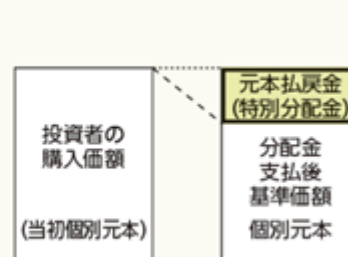 投資者の
購入価額
(当初個別元本)
元本払戻金
(特別分配金)
分配金
支払後
基準価額
個別元本